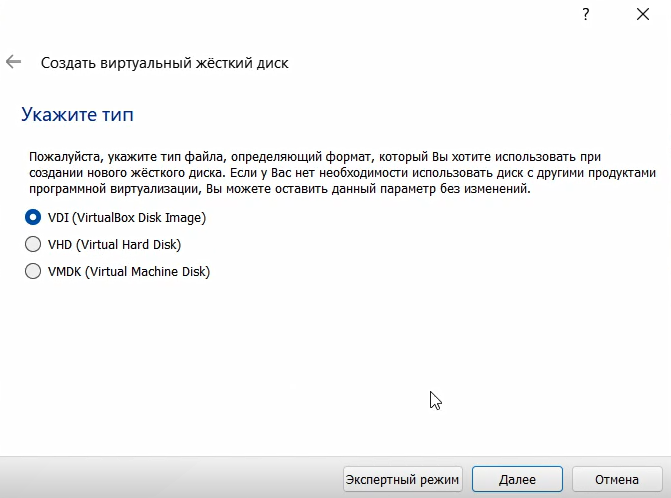 ?
Создать виртуальный жёсткий диск
Укажите тип
Пожалуйста, укажите тип файла, определяющий формат, который Вы хотите использовать при
создании нового жёсткого диска. Если у Вас нет необходимости использовать диск с другими продуктами
программной виртуализации, Вы можете оставить данный параметр без изменений.
VDI (VirtualBox Disk Image)
VHD (Virtual Hard Disk)
VMDK (Virtual Machine Disk)
Экспертный режим Далее Отмена